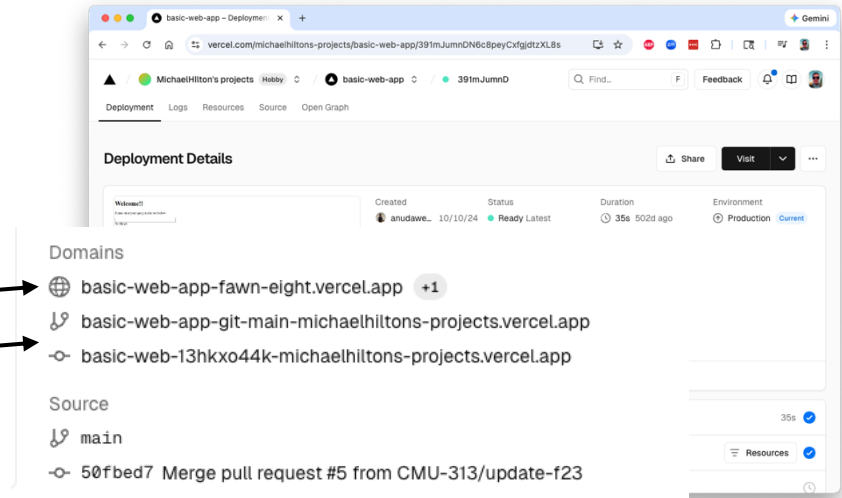 basic-web-app – Deploymen
Gemini
vercel.com/michaelhiltons-projects/basic-web-app/391mJumnDN6c8peyCxfgjdtzXL8s
MichaelHIlton's projects Hobby basic-web-app 391mJumnD Find... F Feedback
Deployment Logs Resources Source Open Graph
Deployment Details Share Visit
Welcome!!
Created Status Duration Environment
anudawe... 10/10/24 Ready Latest 35s 502d ago Production Current
Domains
basic-web-app-fawn-eight.vercel.app +1
basic-web-app-git-main-michaelhiltons-projects.vercel.app
basic-web-13hkxo44k-michaelhiltons-projects.vercel.app
Source
main
35s
50fbed7 Merge pull request #5 from CMU-313/update-f23
Resources